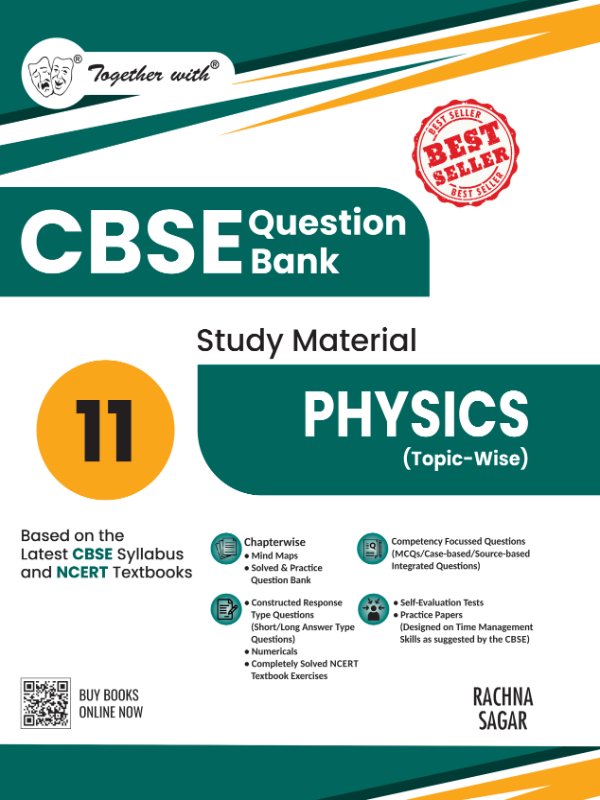 ® Together with®
BEST SELLER
BEST
SELLER
BEST SELLER
CBSE Question
Bank
Study Material
11
PHYSICS
(Topic-Wise)
Based on the
Latest CBSE Syllabus
and NCERT Textbooks
Chapterwise
• Mind Maps
• Solved & Practice
Question Bank
Competency Focussed Questions
(MCQs/Case-based/Source-based
Integrated Questions)
• Constructed Response
Type Questions
(Short/Long Answer Type
Questions)
• Numericals
• Completely Solved NCERT
Textbook Exercises
• Self-Evaluation Tests
• Practice Papers
(Designed on Time Management
Skills as suggested by the CBSE)
BUY BOOKS
ONLINE NOW
RACHNA
SAGAR